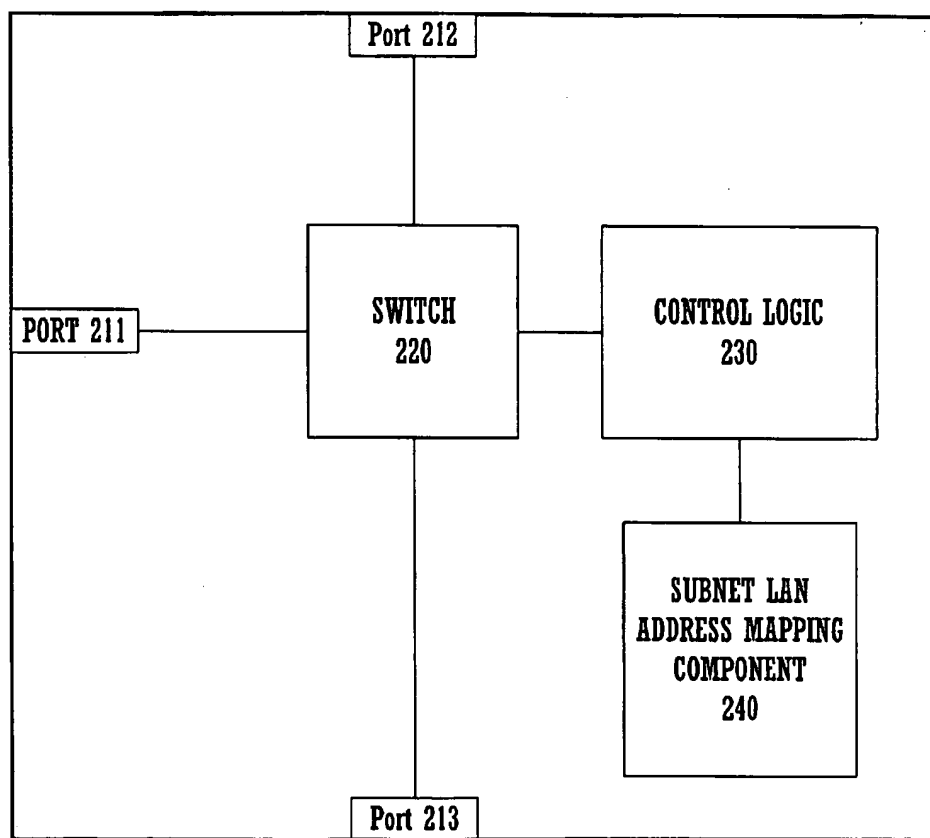 Port 212
SWITCH
220
CONTROL LOGIC
230
PORT 211
SUBNET LAN
ADDRESS MAPPING
COMPONENT
240
Port 213